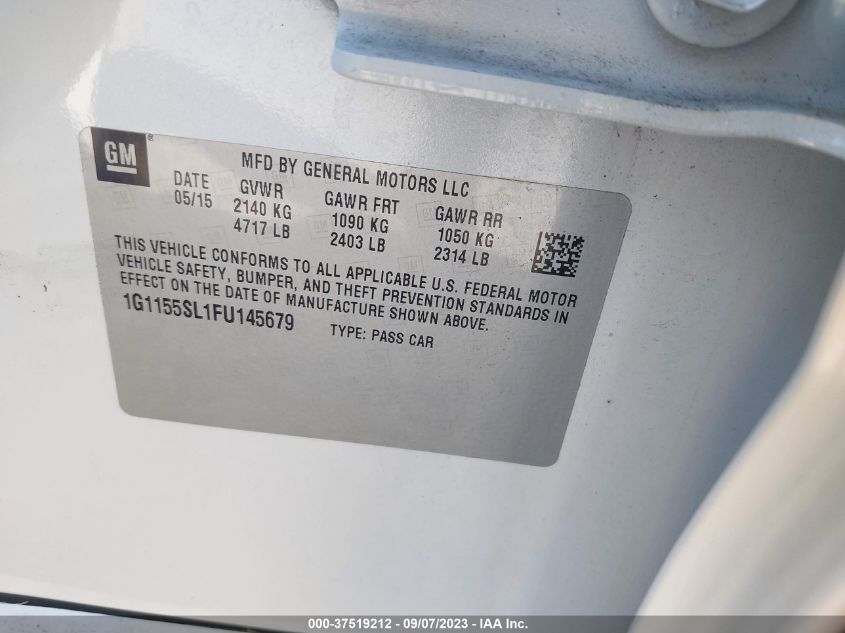 GM®
MFD BY GENERAL MOTORS LLC
DATE GVWR GAWR FRT GAWR RR
05/15 2140 KG 1090 KG 1050 KG
4717 LB 2403 LB 2314 LB
THIS VEHICLE CONFORMS TO ALL APPLICABLE U.S. FEDERAL MOTOR
VEHICLE SAFETY, BUMPER, AND THEFT PREVENTION STANDARDS IN
EFFECT ON THE DATE OF MANUFACTURE SHOWN ABOVE.
1G1155SL1FU145679 TYPE: PASS CAR
000-37519212 - 09/07/2023 - IAA Inc.